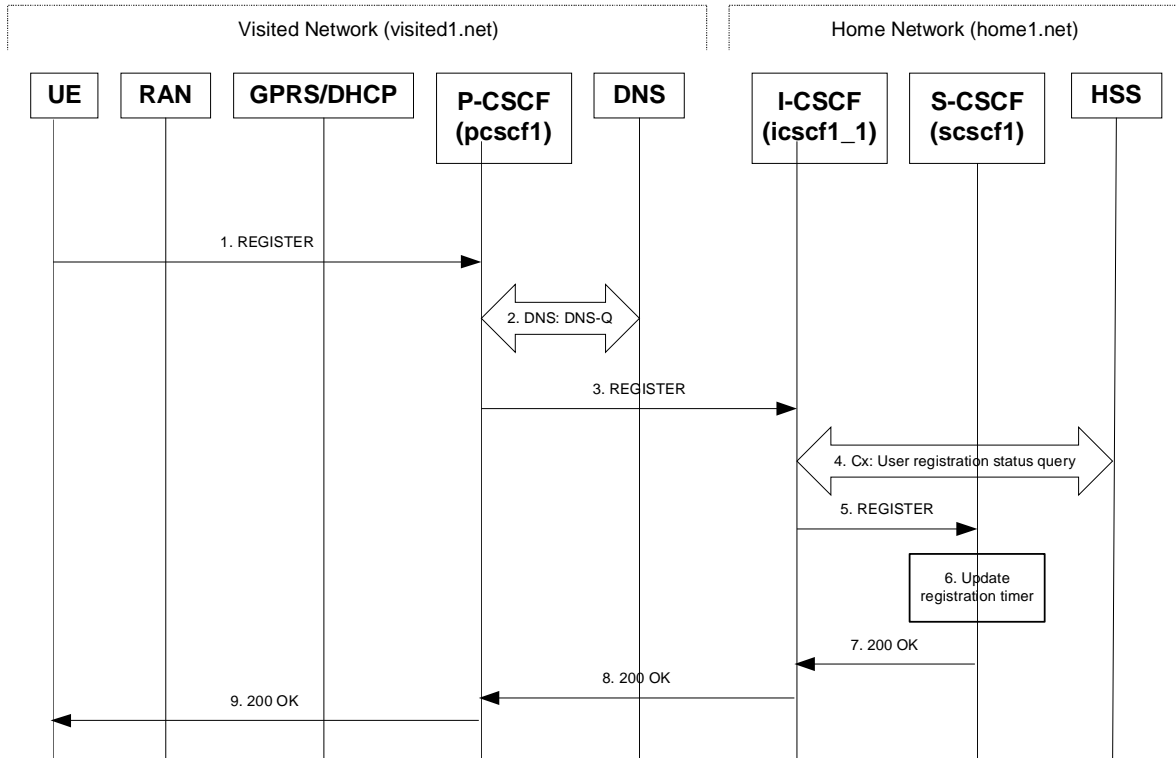 Visited Network (visited1.net)
Home Network (home1.net)
UE
RAN
GPRS/DHCP
P-CSCF
(pcscf1)
DNS
I-CSCF
(icscf1_1)
S-CSCF
(scscf1)
HSS
1. REGISTER
2. DNS: DNS-Q
3. REGISTER
4. Cx: User registration status query
5. REGISTER
6. Update
registration timer
7. 200 OK
8. 200 OK
9. 200 OK